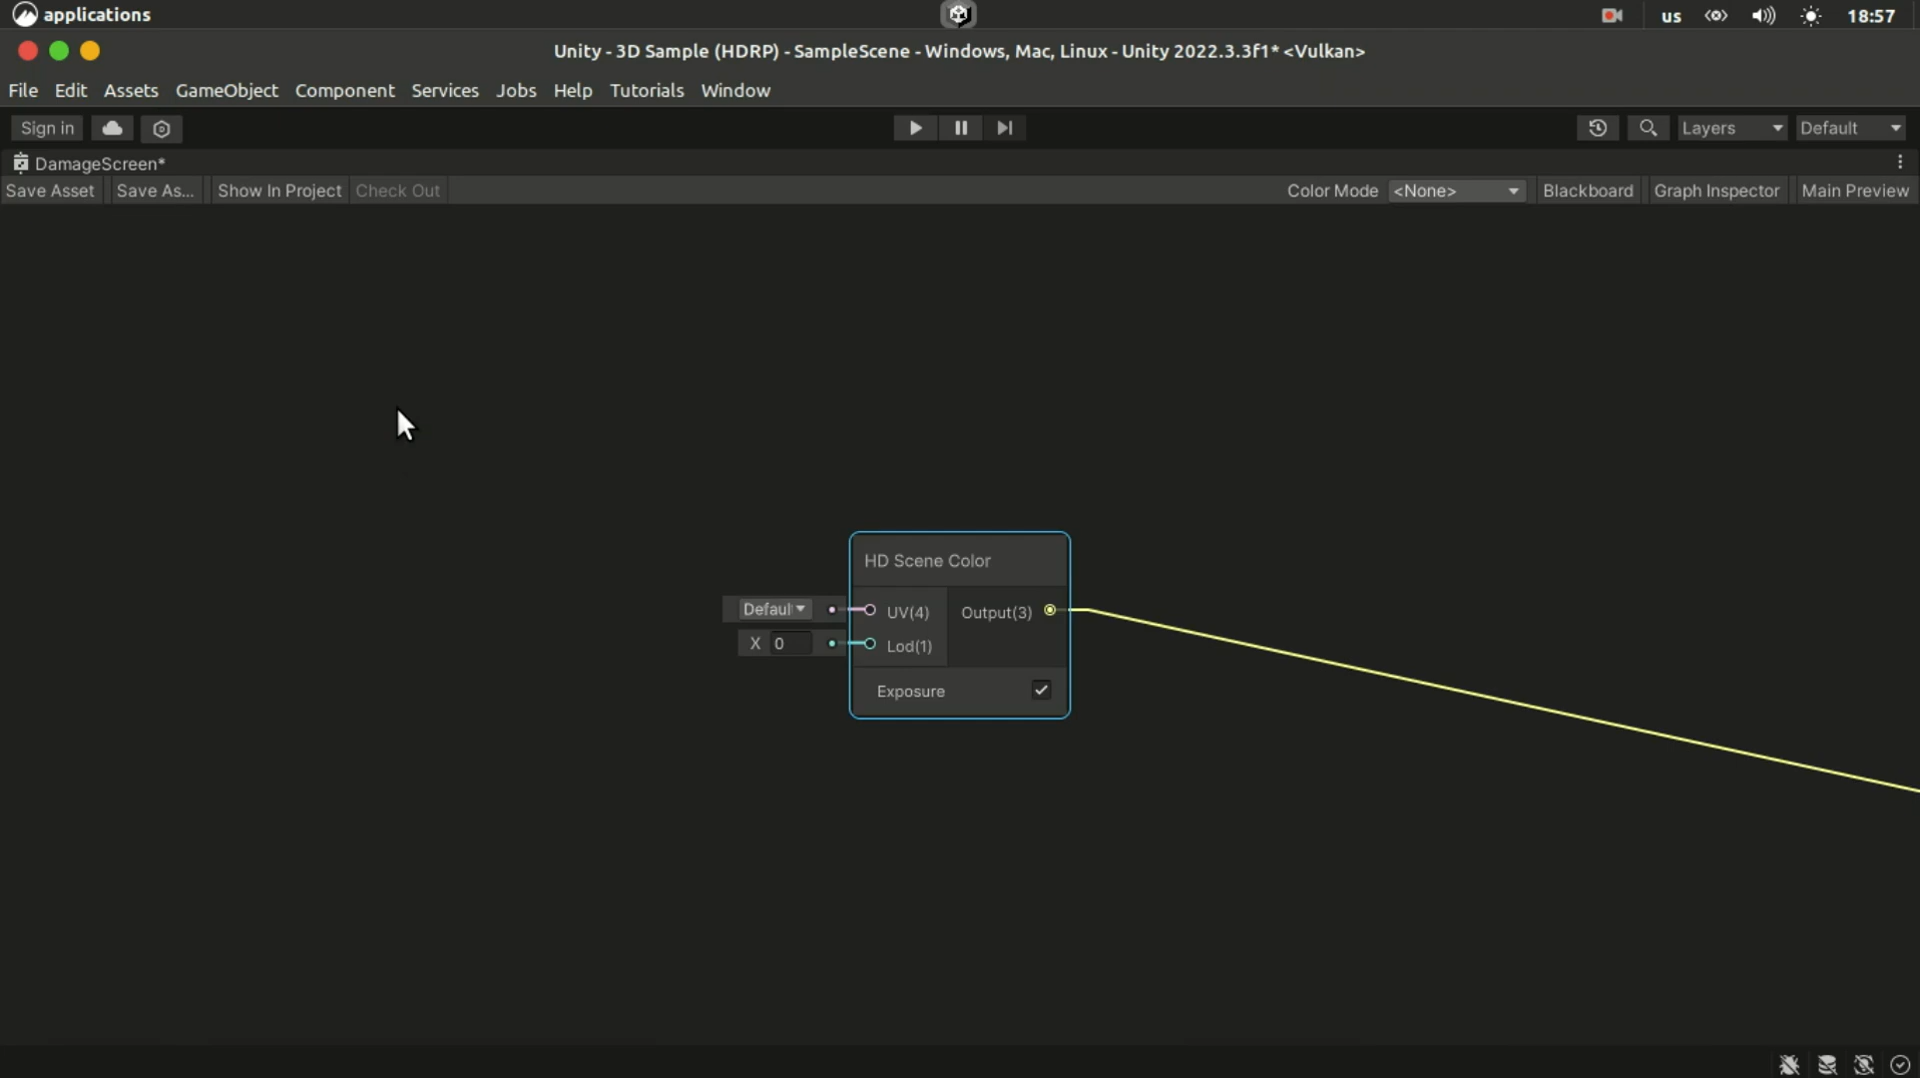 applications us 18:57
Unity - 3D Sample (HDRP) - SampleScene - Windows, Mac, Linux - Unity 2022.3.3f1* <Vulkan>
File Edit Assets GameObject Component Services Jobs Help Tutorials Window
Sign in Layers Default
DamageScreen*
Save Asset Save As... Show In Project Check Out Color Mode <None> Blackboard Graph Inspector Main Preview
HD Scene Color
Defaul UV(4) Output(3)
X 0 Lod(1)
Exposure